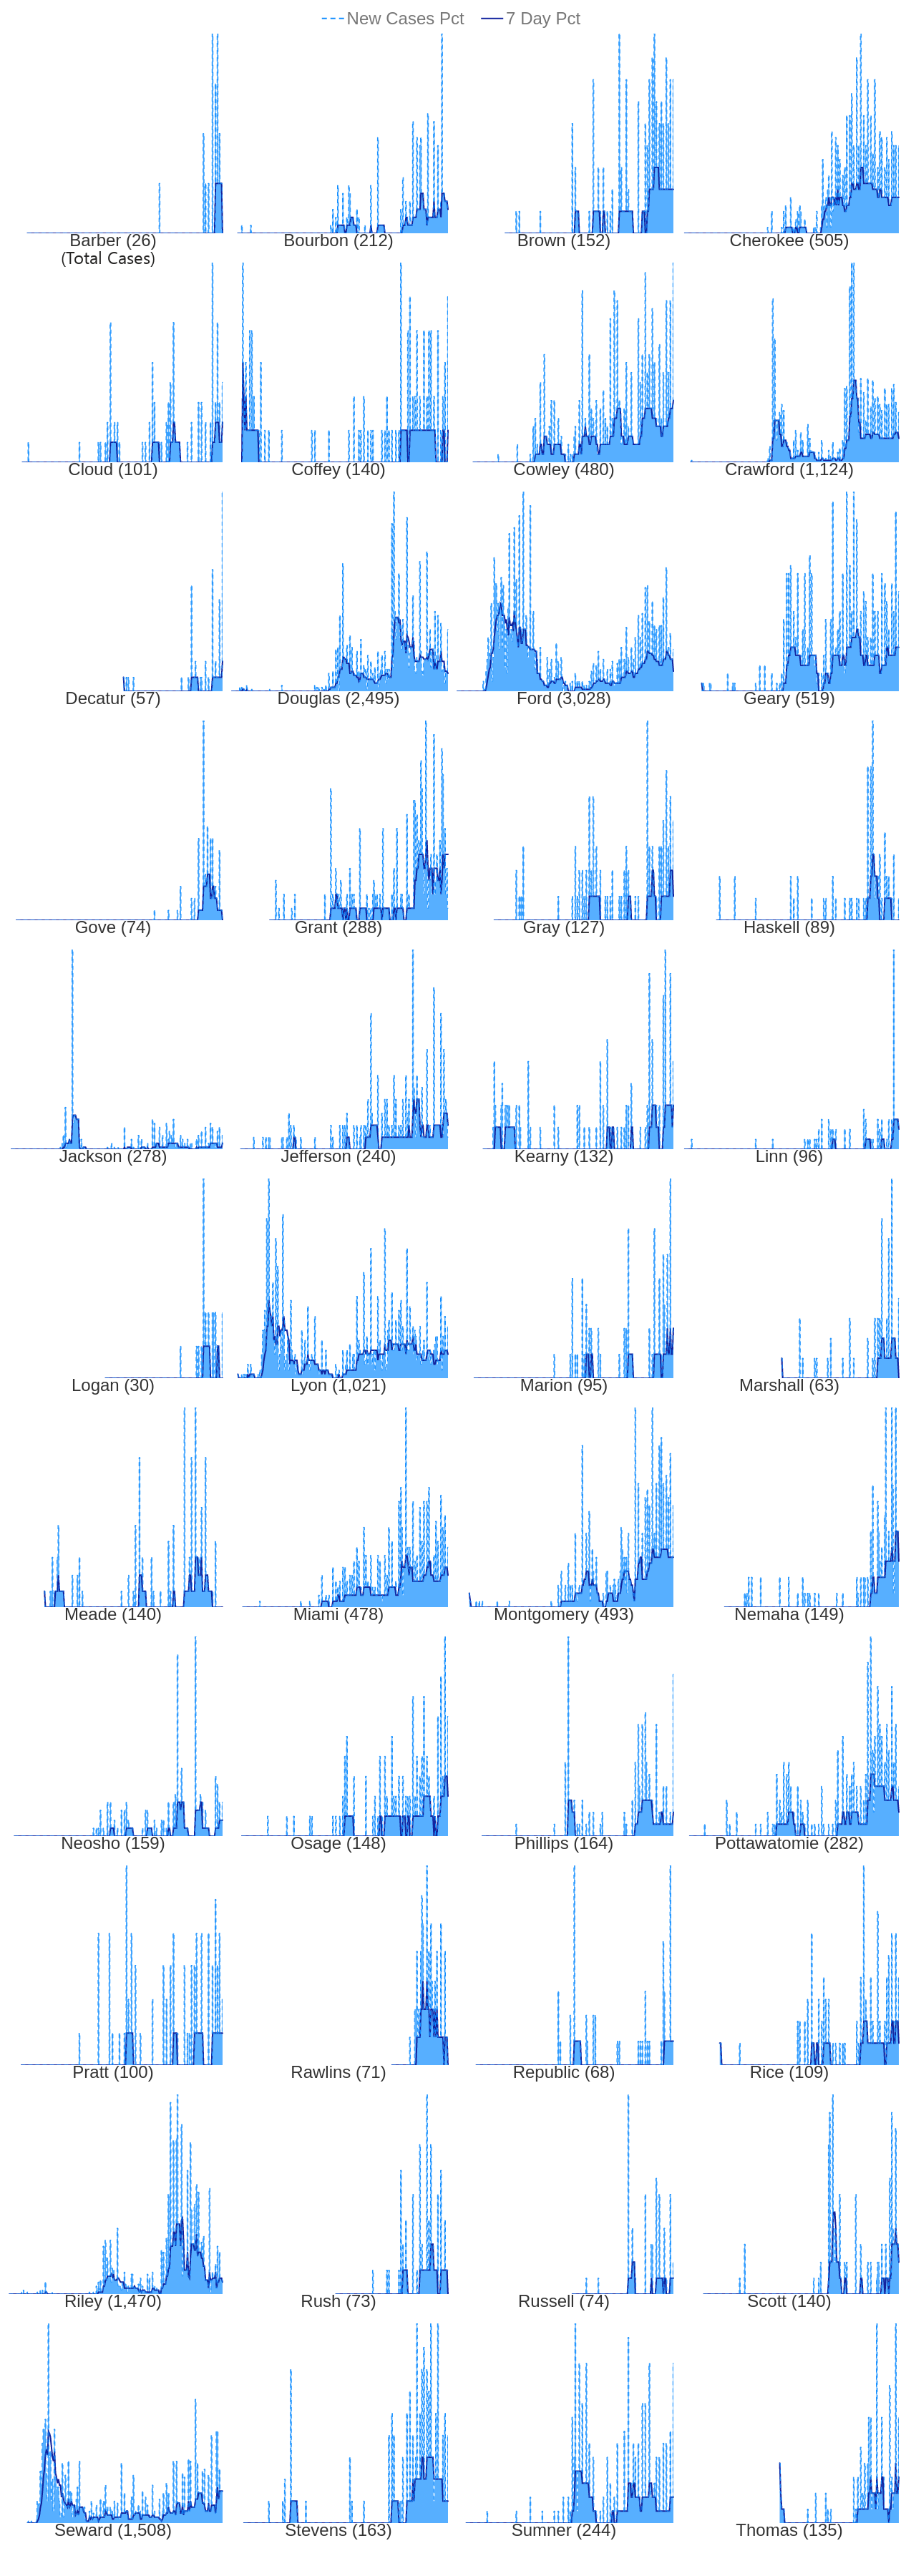 New Cases Pct 7 Day Pct
Barber (26) Bourbon (212) Brown (152) Cherokee (505)
(Total Cases)
Cloud (101) Coffey (140) Cowley (480) Crawford (1,124)
Decatur (57) Douglas (2,495) Ford (3,028) Geary (519)
Gove (74) Grant (288) Gray (127) Haskell (89)
Jackson (278) Jefferson (240) Kearny (132) Linn (96)
Logan (30) Lyon (1,021) Marion (95) Marshall (63)
Meade (140) Miami (478) Montgomery (493) Nemaha (149)
Neosho (159) Osage (148) Phillips (164) Pottawatomie (282)
Pratt (100) Rawlins (71) Republic (68) Rice (109)
Riley (1,470) Rush (73) Russell (74) Scott (140)
Seward (1,508) Stevens (163) Sumner (244) Thomas (135)